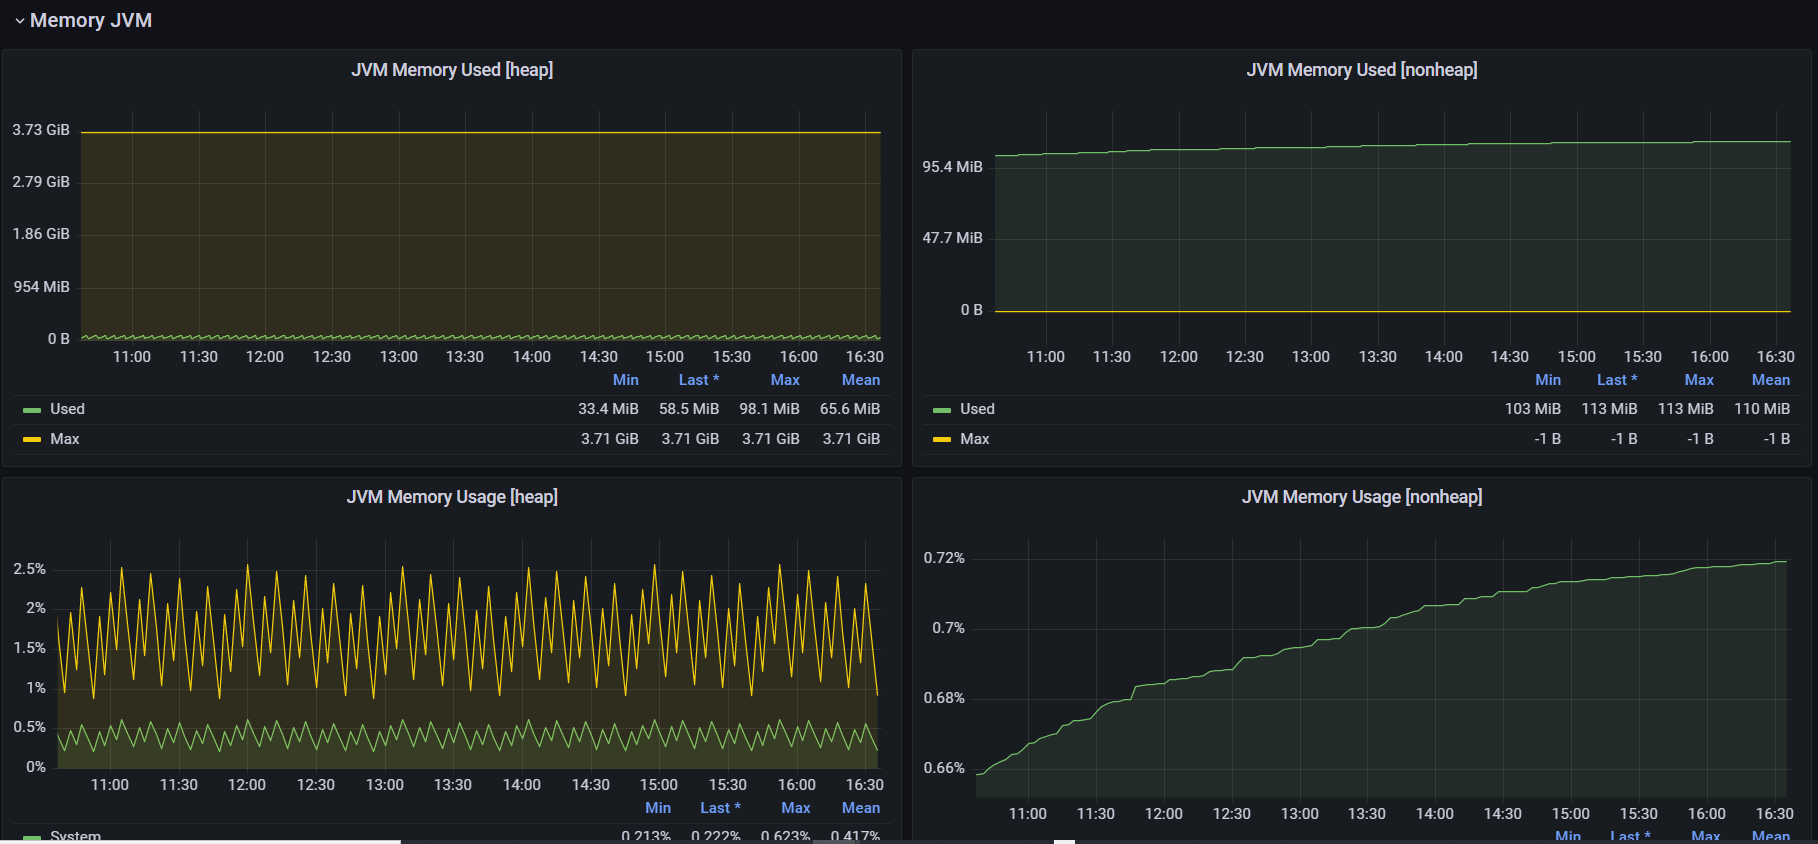 Memory JVM
JVM Memory Used [heap]
3.73 GiB
2.79 GiB
1.86 GiB
954 MiB
0 B
11:00 11:30 12:00 12:30 13:00 13:30 14:00 14:30 15:00 15:30 16:00 16:30
Min Last * Max Mean
Used 33.4 MiB 58.5 MiB 98.1 MiB 65.6 MiB
Max 3.71 GiB 3.71 GiB 3.71 GiB 3.71 GiB
JVM Memory Used [nonheap]
95.4 MiB
47.7 MiB
0 B
11:00 11:30 12:00 12:30 13:00 13:30 14:00 14:30 15:00 15:30 16:00 16:30
Min Last * Max Mean
Used 103 MiB 113 MiB 113 MiB 110 MiB
Max -1 B -1 B -1 B -1 B
JVM Memory Usage [heap]
2.5%
2%
1.5%
1%
0.5%
0%
11:00 11:30 12:00 12:30 13:00 13:30 14:00 14:30 15:00 15:30 16:00 16:30
Min Last * Max Mean
System 0.213% 0.222% 0.623% 0.417%
JVM Memory Usage [nonheap]
0.72%
0.7%
0.68%
0.66%
11:00 11:30 12:00 12:30 13:00 13:30 14:00 14:30 15:00 15:30 16:00 16:30
Min Last * Max Mean